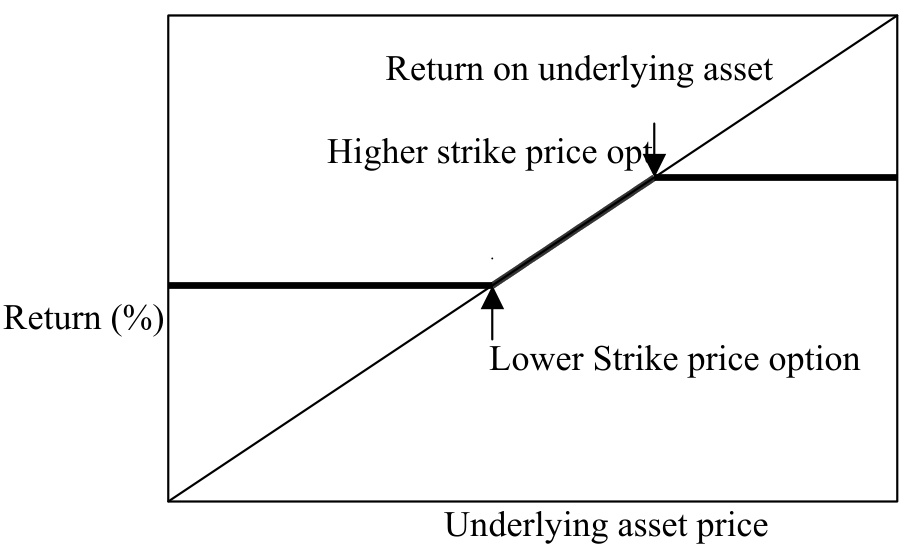 Return on underlying asset
Higher strike price opt
Return (%)
Lower Strike price option
Underlying asset price